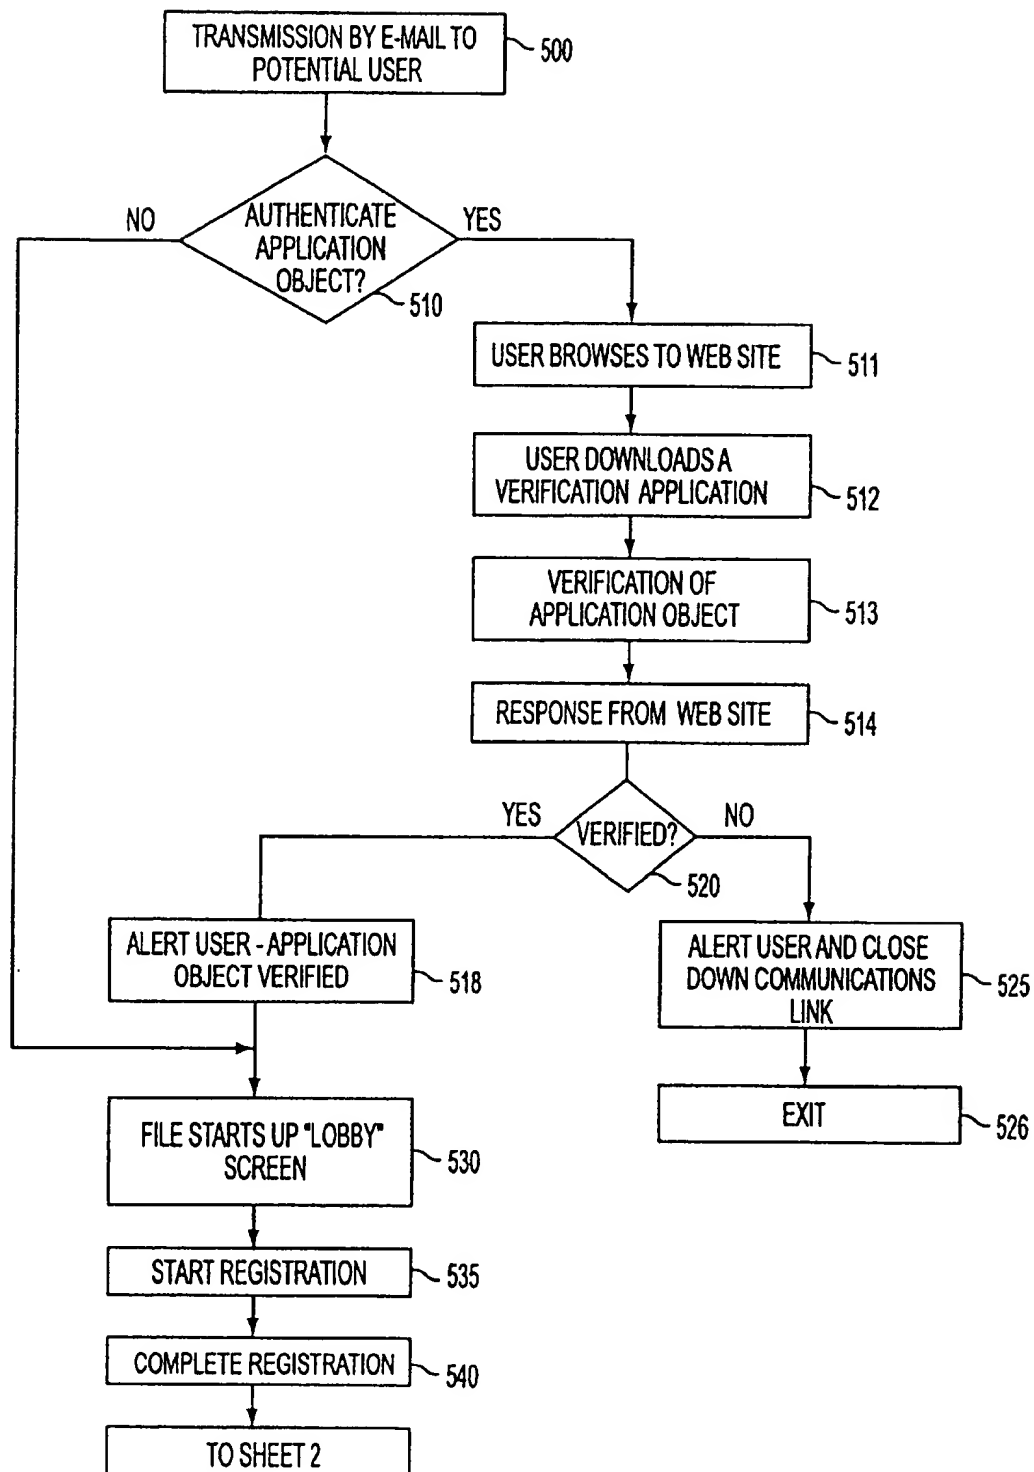 TRANSMISSION BY E-MAIL TO
POTENTIAL USER
500
NO
AUTHENTICATE
APPLICATION
OBJECT?
YES
510
USER BROWSES TO WEB SITE
511
USER DOWNLOADS A
VERIFICATION APPLICATION
512
VERIFICATION OF
APPLICATION OBJECT
513
RESPONSE FROM WEB SITE
514
YES
VERIFIED?
NO
520
ALERT USER - APPLICATION
OBJECT VERIFIED
518
ALERT USER AND CLOSE
DOWN COMMUNICATIONS
LINK
525
EXIT
526
FILE STARTS UP "LOBBY"
SCREEN
530
START REGISTRATION
535
COMPLETE REGISTRATION
540
TO SHEET 2